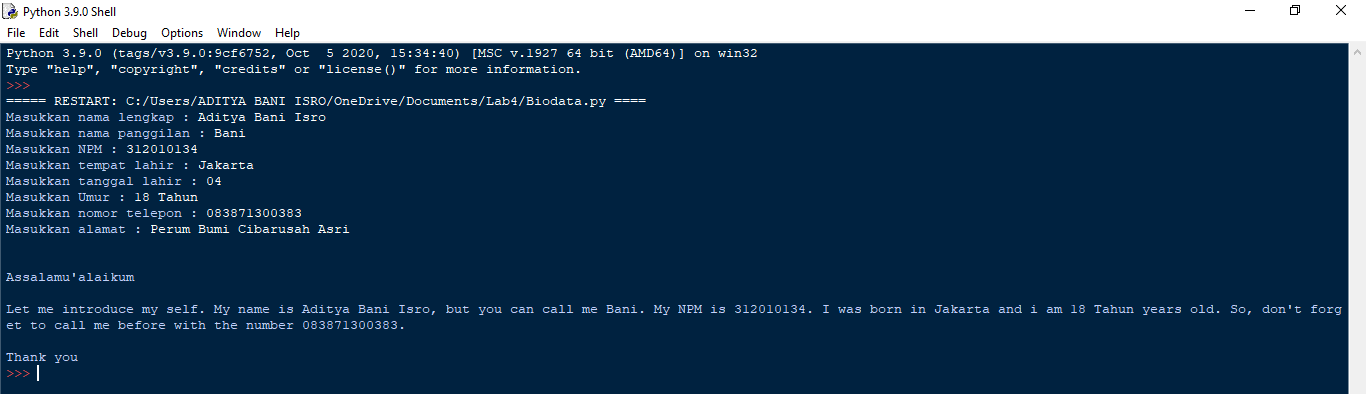 Python 3.9.0 Shell
File Edit Shell Debug Options Window Help
Python 3.9.0 (tags/v3.9.0:9cf6752, Oct  5 2020, 15:34:40) [MSC v.1927 64 bit (AMD64)] on win32
Type "help", "copyright", "credits" or "license()" for more information.
>>>
===== RESTART: C:/Users/ADITYA BANI ISRO/OneDrive/Documents/Lab4/Biodata.py ====
Masukkan nama lengkap : Aditya Bani Isro
Masukkan nama panggilan : Bani
Masukkan NPM : 312010134
Masukkan tempat lahir : Jakarta
Masukkan tanggal lahir : 04
Masukkan Umur : 18 Tahun
Masukkan nomor telepon : 083871300383
Masukkan alamat : Perum Bumi Cibarusah Asri
Assalamu'alaikum
Let me introduce my self. My name is Aditya Bani Isro, but you can call me Bani. My NPM is 312010134. I was born in Jakarta and i am 18 Tahun years old. So, don't forg
et to call me before with the number 083871300383.
Thank you
>>>